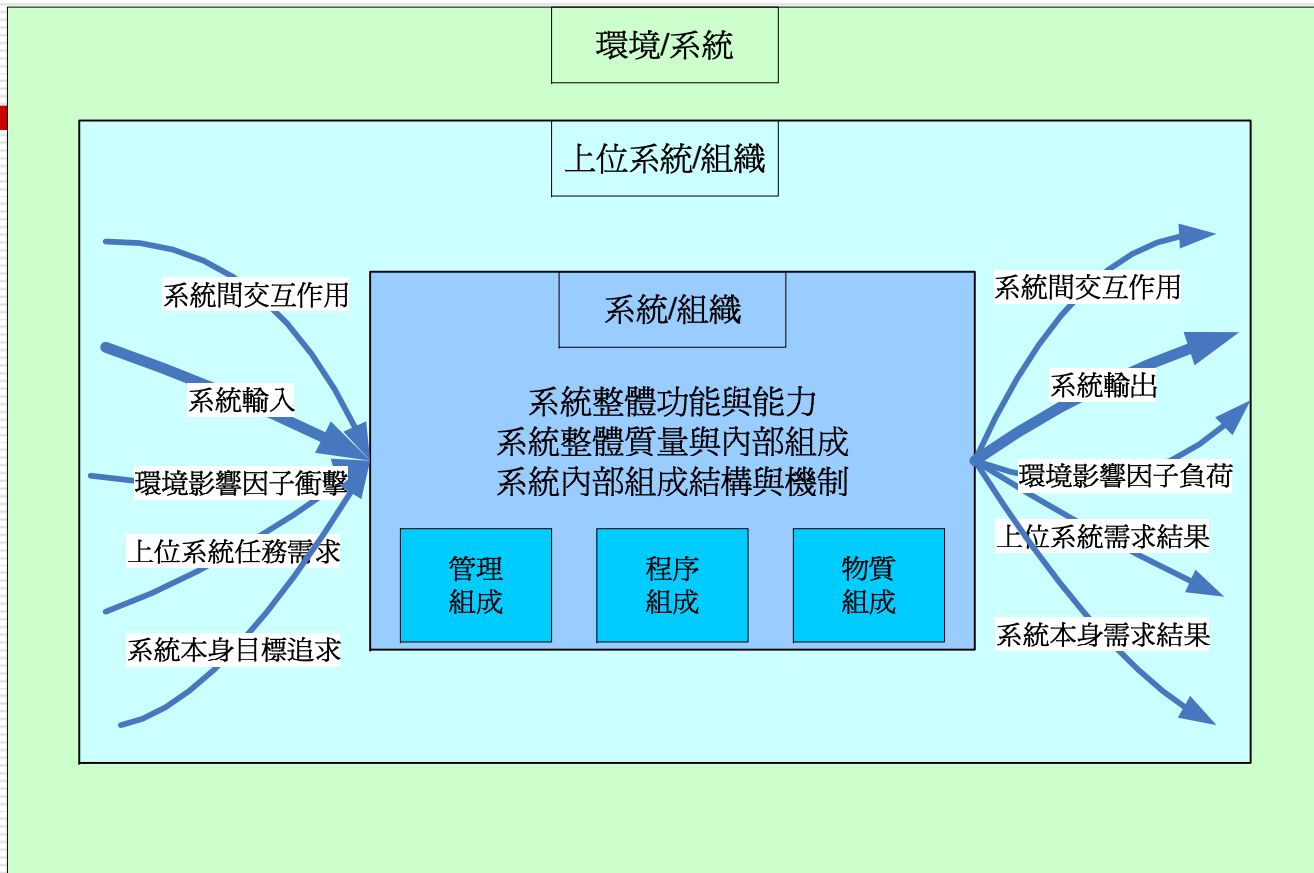 環境/系統
上位系統/組織
系統間交互作用
系統輸入
環境影響因子衝擊
上位系統任務需求
系統本身目標追求
系統/組織
系統整體功能與能力
系統整體質量與內部組成
系統內部組成結構與機制
管理
組成
程序
組成
物質
組成
系統間交互作用
系統輸出
環境影響因子負荷
上位系統需求結果
系統本身需求結果